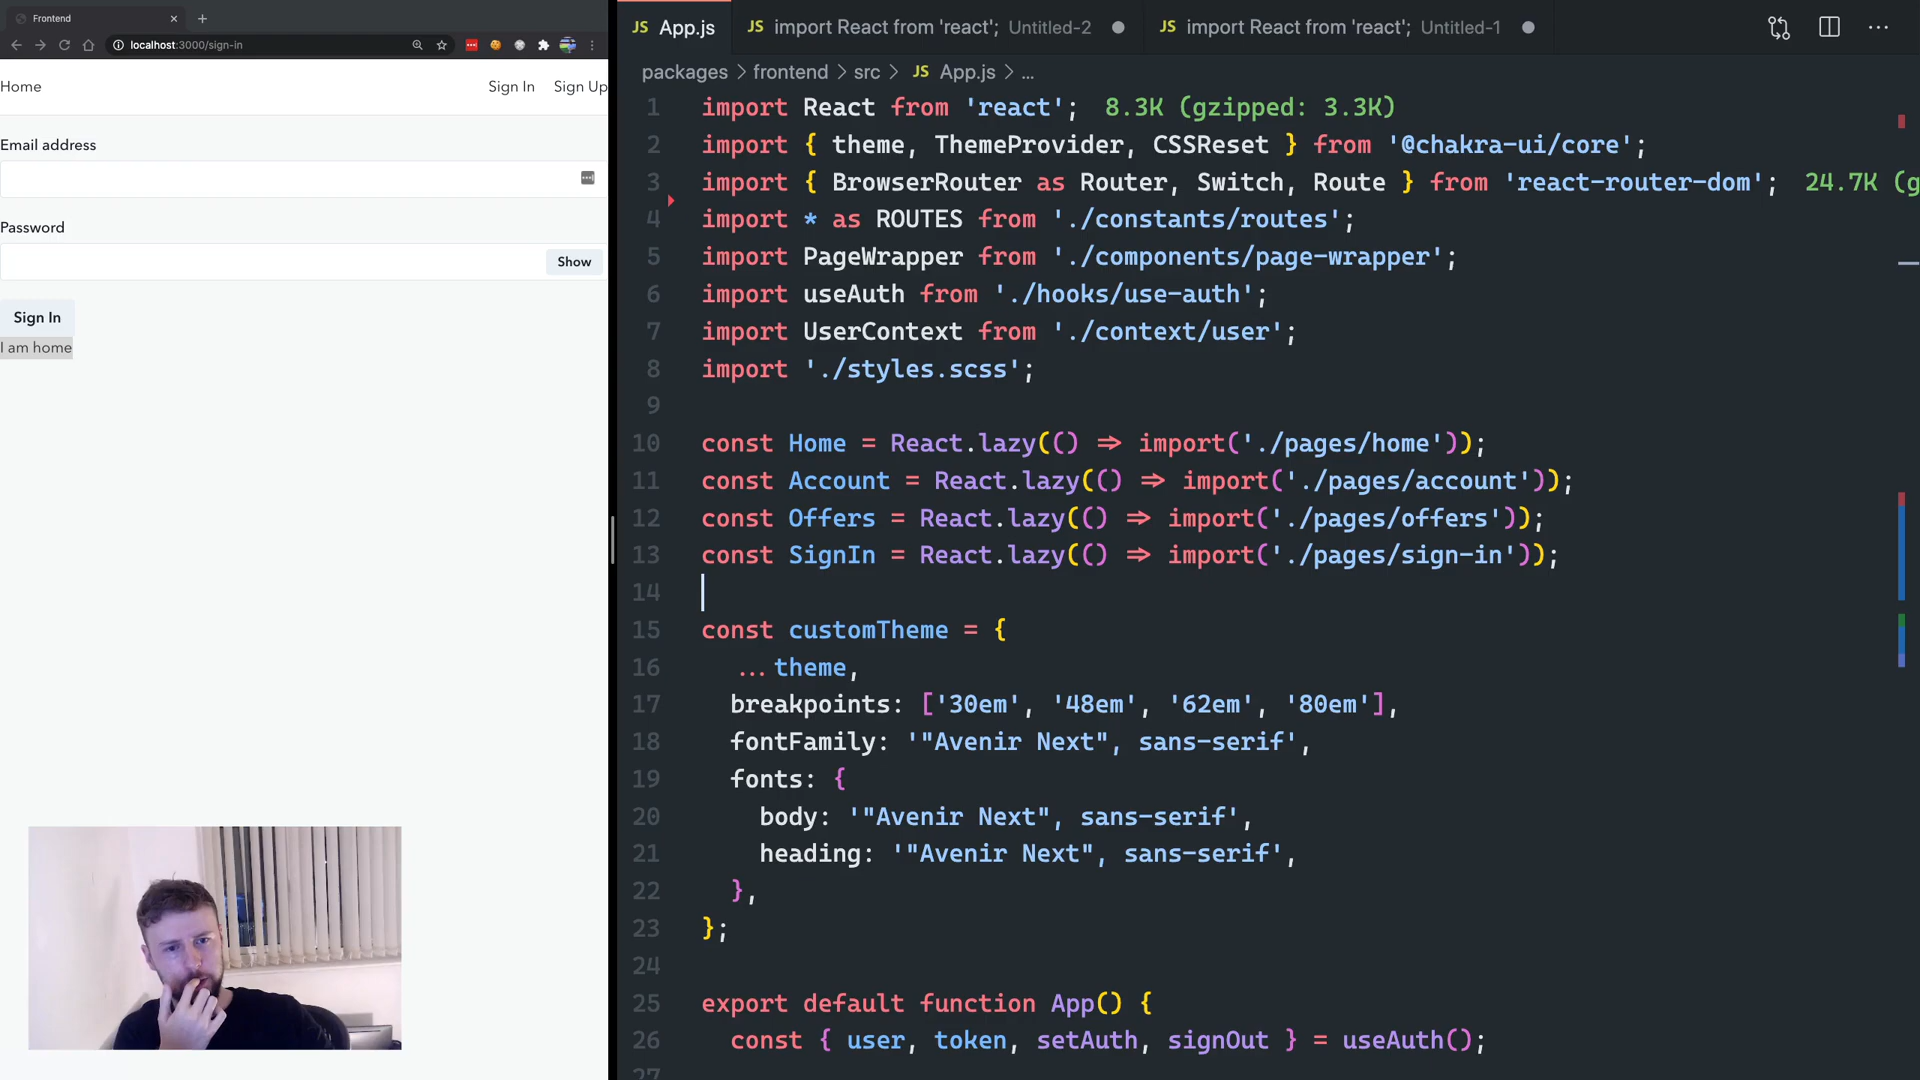 Frontend
localhost:3000/sign-in
Home
Sign In
Sign Up
Email address
Password
Show
Sign In
I am home
JS App.js
JS import React from 'react'; Untitled-2
JS import React from 'react'; Untitled-1
packages > frontend > src > JS App.js > ...
1 import React from 'react'; 8.3K (gzipped: 3.3K)
2 import { theme, ThemeProvider, CSSReset } from '@chakra-ui/core';
3 import { BrowserRouter as Router, Switch, Route } from 'react-router-dom'; 24.7K (g
4 import * as ROUTES from './constants/routes';
5 import PageWrapper from './components/page-wrapper';
6 import useAuth from './hooks/use-auth';
7 import UserContext from './context/user';
8 import './styles.scss';
9
10 const Home = React.lazy(() => import('./pages/home'));
11 const Account = React.lazy(() => import('./pages/account'));
12 const Offers = React.lazy(() => import('./pages/offers'));
13 const SignIn = React.lazy(() => import('./pages/sign-in'));
14
15 const customTheme = {
16 ...theme,
17 breakpoints: ['30em', '48em', '62em', '80em'],
18 fontFamily: '"Avenir Next", sans-serif',
19 fonts: {
20 body: '"Avenir Next", sans-serif',
21 heading: '"Avenir Next", sans-serif',
22 },
23 };
24
25 export default function App() {
26 const { user, token, setAuth, signOut } = useAuth();
27